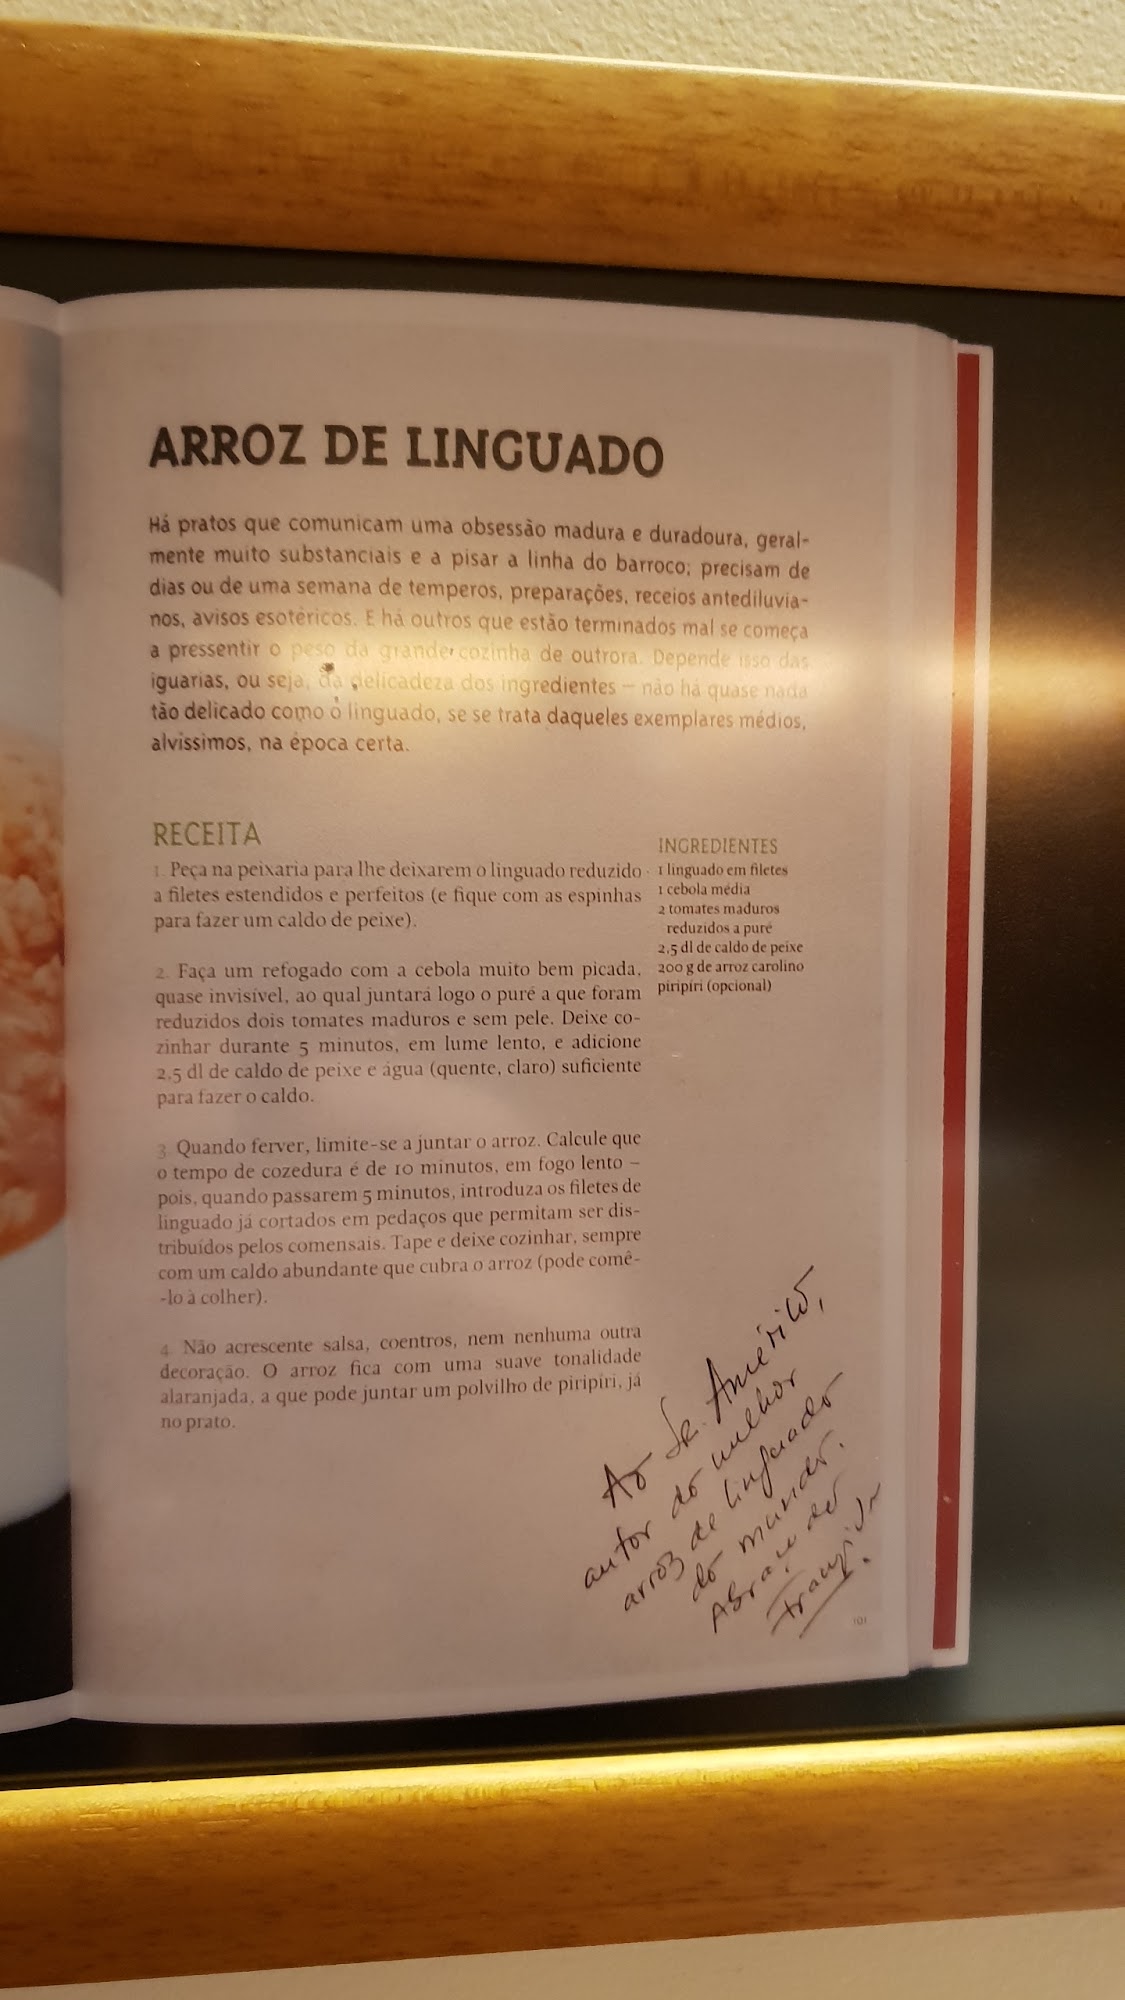 ARROZ DE LINGUADO
Há pratos que comunicam uma obsessão madura e duradoura, geral-
mente muito substanciais e a pisar a linha do barroco; precisam de
dias ou de uma semana de temperos, preparações, receios antediluvia-
nos, avisos esotéricos. E há outros que estão terminados mal se começa
a pressentir o peso da grande cozinha de outrora. Depende isso das
iguarias, ou seja, da delicadeza dos ingredientes – não há quase nada
tão delicado como o linguado, se se trata daqueles exemplares médios,
alvíssimos, na época certa.
RECEITA
1. Peça na peixaria para lhe deixarem o linguado reduzido
a filetes estendidos e perfeitos (e fique com as espinhas
para fazer um caldo de peixe).
2. Faça um refogado com a cebola muito bem picada,
quase invisível, ao qual juntará logo o puré a que foram
reduzidos dois tomates maduros e sem pele. Deixe co-
zinhar durante 5 minutos, em lume lento, e adicione
2,5 dl de caldo de peixe e água (quente, claro) suficiente
para fazer o caldo.
3. Quando ferver, limite-se a juntar o arroz. Calcule que
o tempo de cozedura é de 10 minutos, em fogo lento –
pois, quando passarem 5 minutos, introduza os filetes de
linguado já cortados em pedaços que permitam ser dis-
tribuídos pelos comensais. Tape e deixe cozinhar, sempre
com um caldo abundante que cubra o arroz (pode comê-
-lo à colher).
4. Não acrescente salsa, coentros, nem nenhuma outra
decoração. O arroz fica com uma suave tonalidade
alaranjada, a que pode juntar um polvilho de piripíri, já
no prato.
INGREDIENTES
1 linguado em filetes
1 cebola média
2 tomates maduros
reduzidos a puré
2,5 dl de caldo de peixe
200 g de arroz carolino
piripíri (opcional)
Ao Sr. Américo,
autor do melhor
arroz de linguado
do mundo.
Abraço do
101